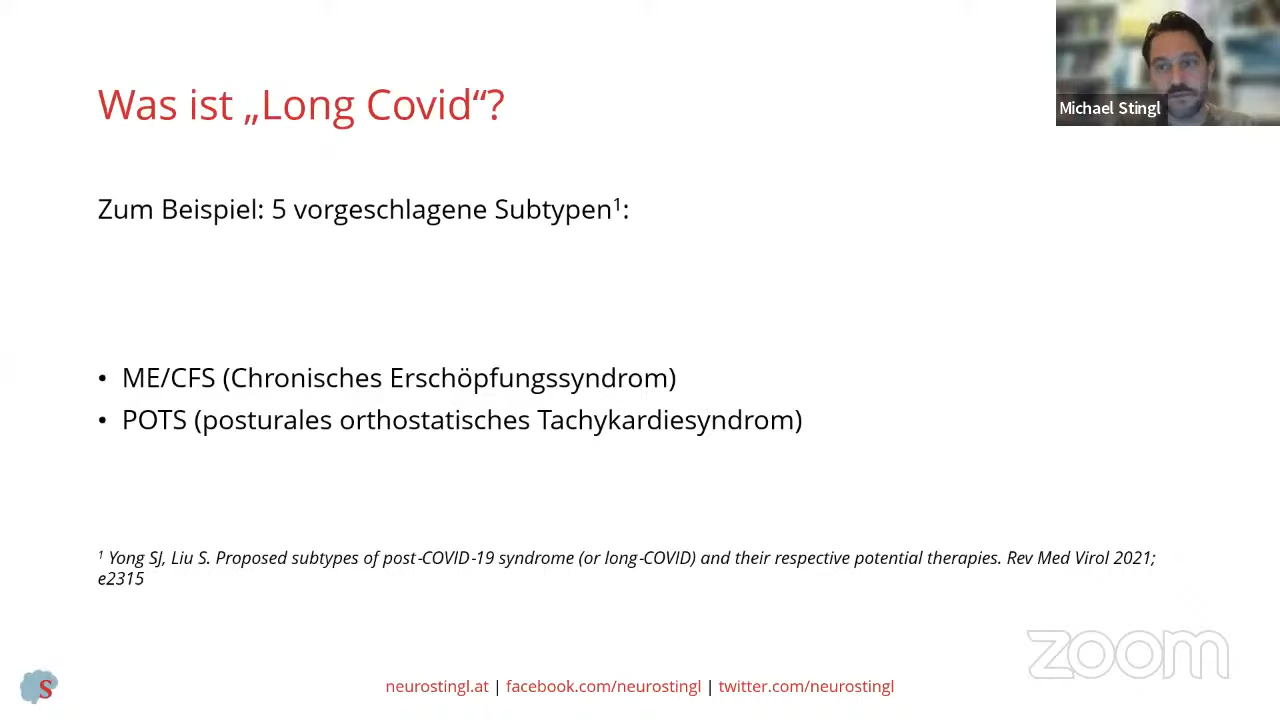 Was ist „Long Covid“?
Michael Stingl
Zum Beispiel: 5 vorgeschlagene Subtypen¹:
• ME/CFS (Chronisches Erschöpfungssyndrom)
• POTS (posturales orthostatisches Tachykardiesyndrom)
¹ Yong SJ, Liu S. Proposed subtypes of post-COVID-19 syndrome (or long-COVID) and their respective potential therapies. Rev Med Virol 2021;
e2315
zoom
S
neurostingl.at | facebook.com/neurostingl | twitter.com/neurostingl